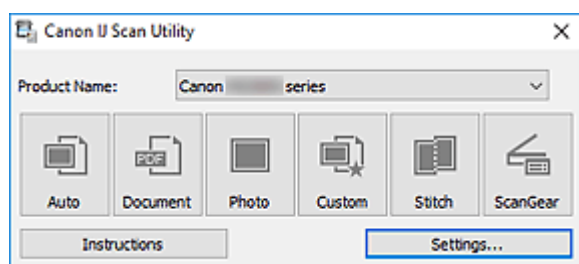 Canon IJ Scan Utility
Product Name: Canon series
PDF
Auto Document Photo Custom Stitch ScanGear
Instructions Settings...